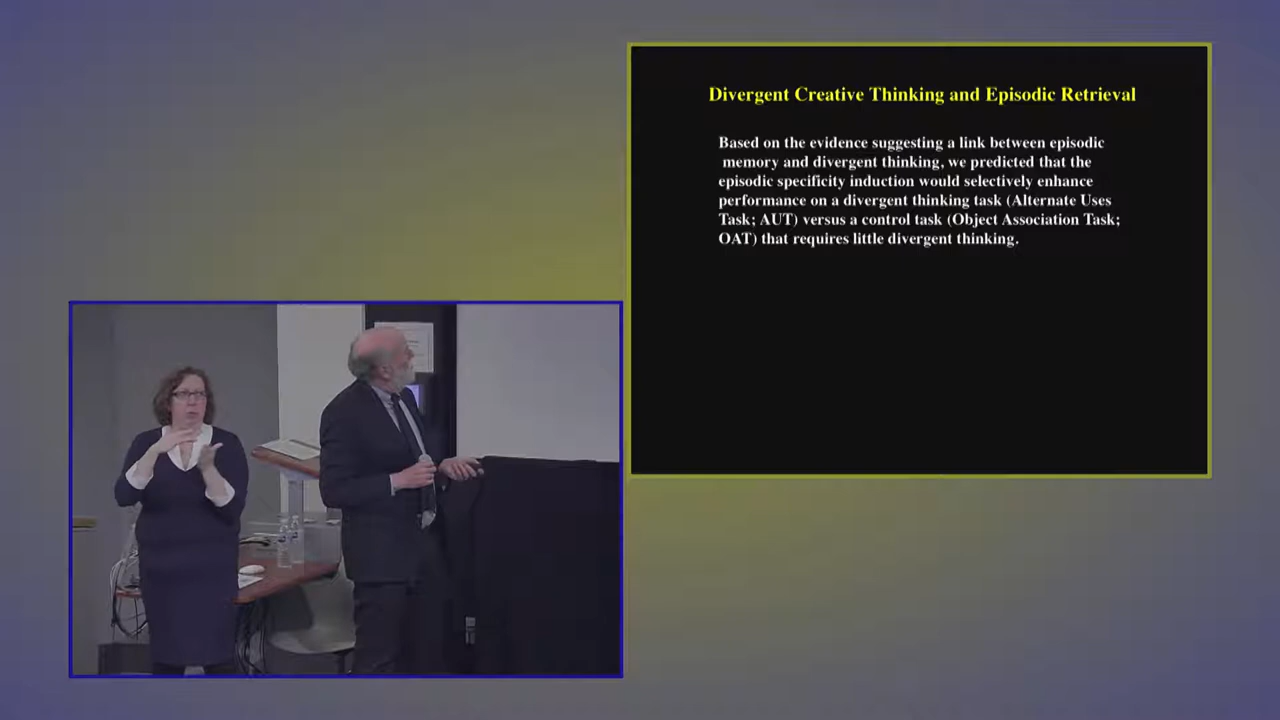 Divergent Creative Thinking and Episodic Retrieval
Based on the evidence suggesting a link between episodic
memory and divergent thinking, we predicted that the
episodic specificity induction would selectively enhance
performance on a divergent thinking task (Alternate Uses
Task; AUT) versus a control task (Object Association Task;
OAT) that requires little divergent thinking.